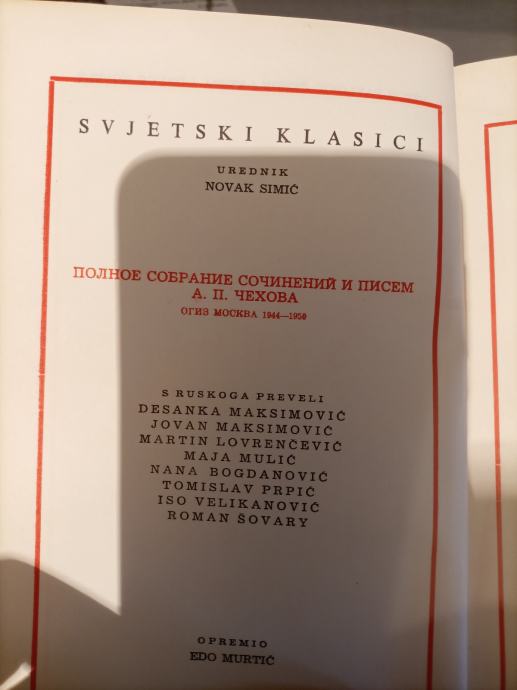 SVJETSKI KLASICI
UREDNIK
NOVAK SIMIĆ
ПОЛНОЕ СОБРАНИЕ СОЧИНЕНИЙ И ПИСЕМ
А. П. ЧЕХОВА
ОГИЗ МОСКВА 1944—1950
S RUSKOGA PREVELI
DESANKA MAKSIMOVIĆ
JOVAN MAKSIMOVIĆ
MARTIN LOVRENČEVIĆ
MAJA MULIĆ
NANA BOGDANOVIĆ
TOMISLAV PRPIĆ
ISO VELIKANOVIĆ
ROMAN ŠOVARY
OPREMIO
EDO MURTIĆ